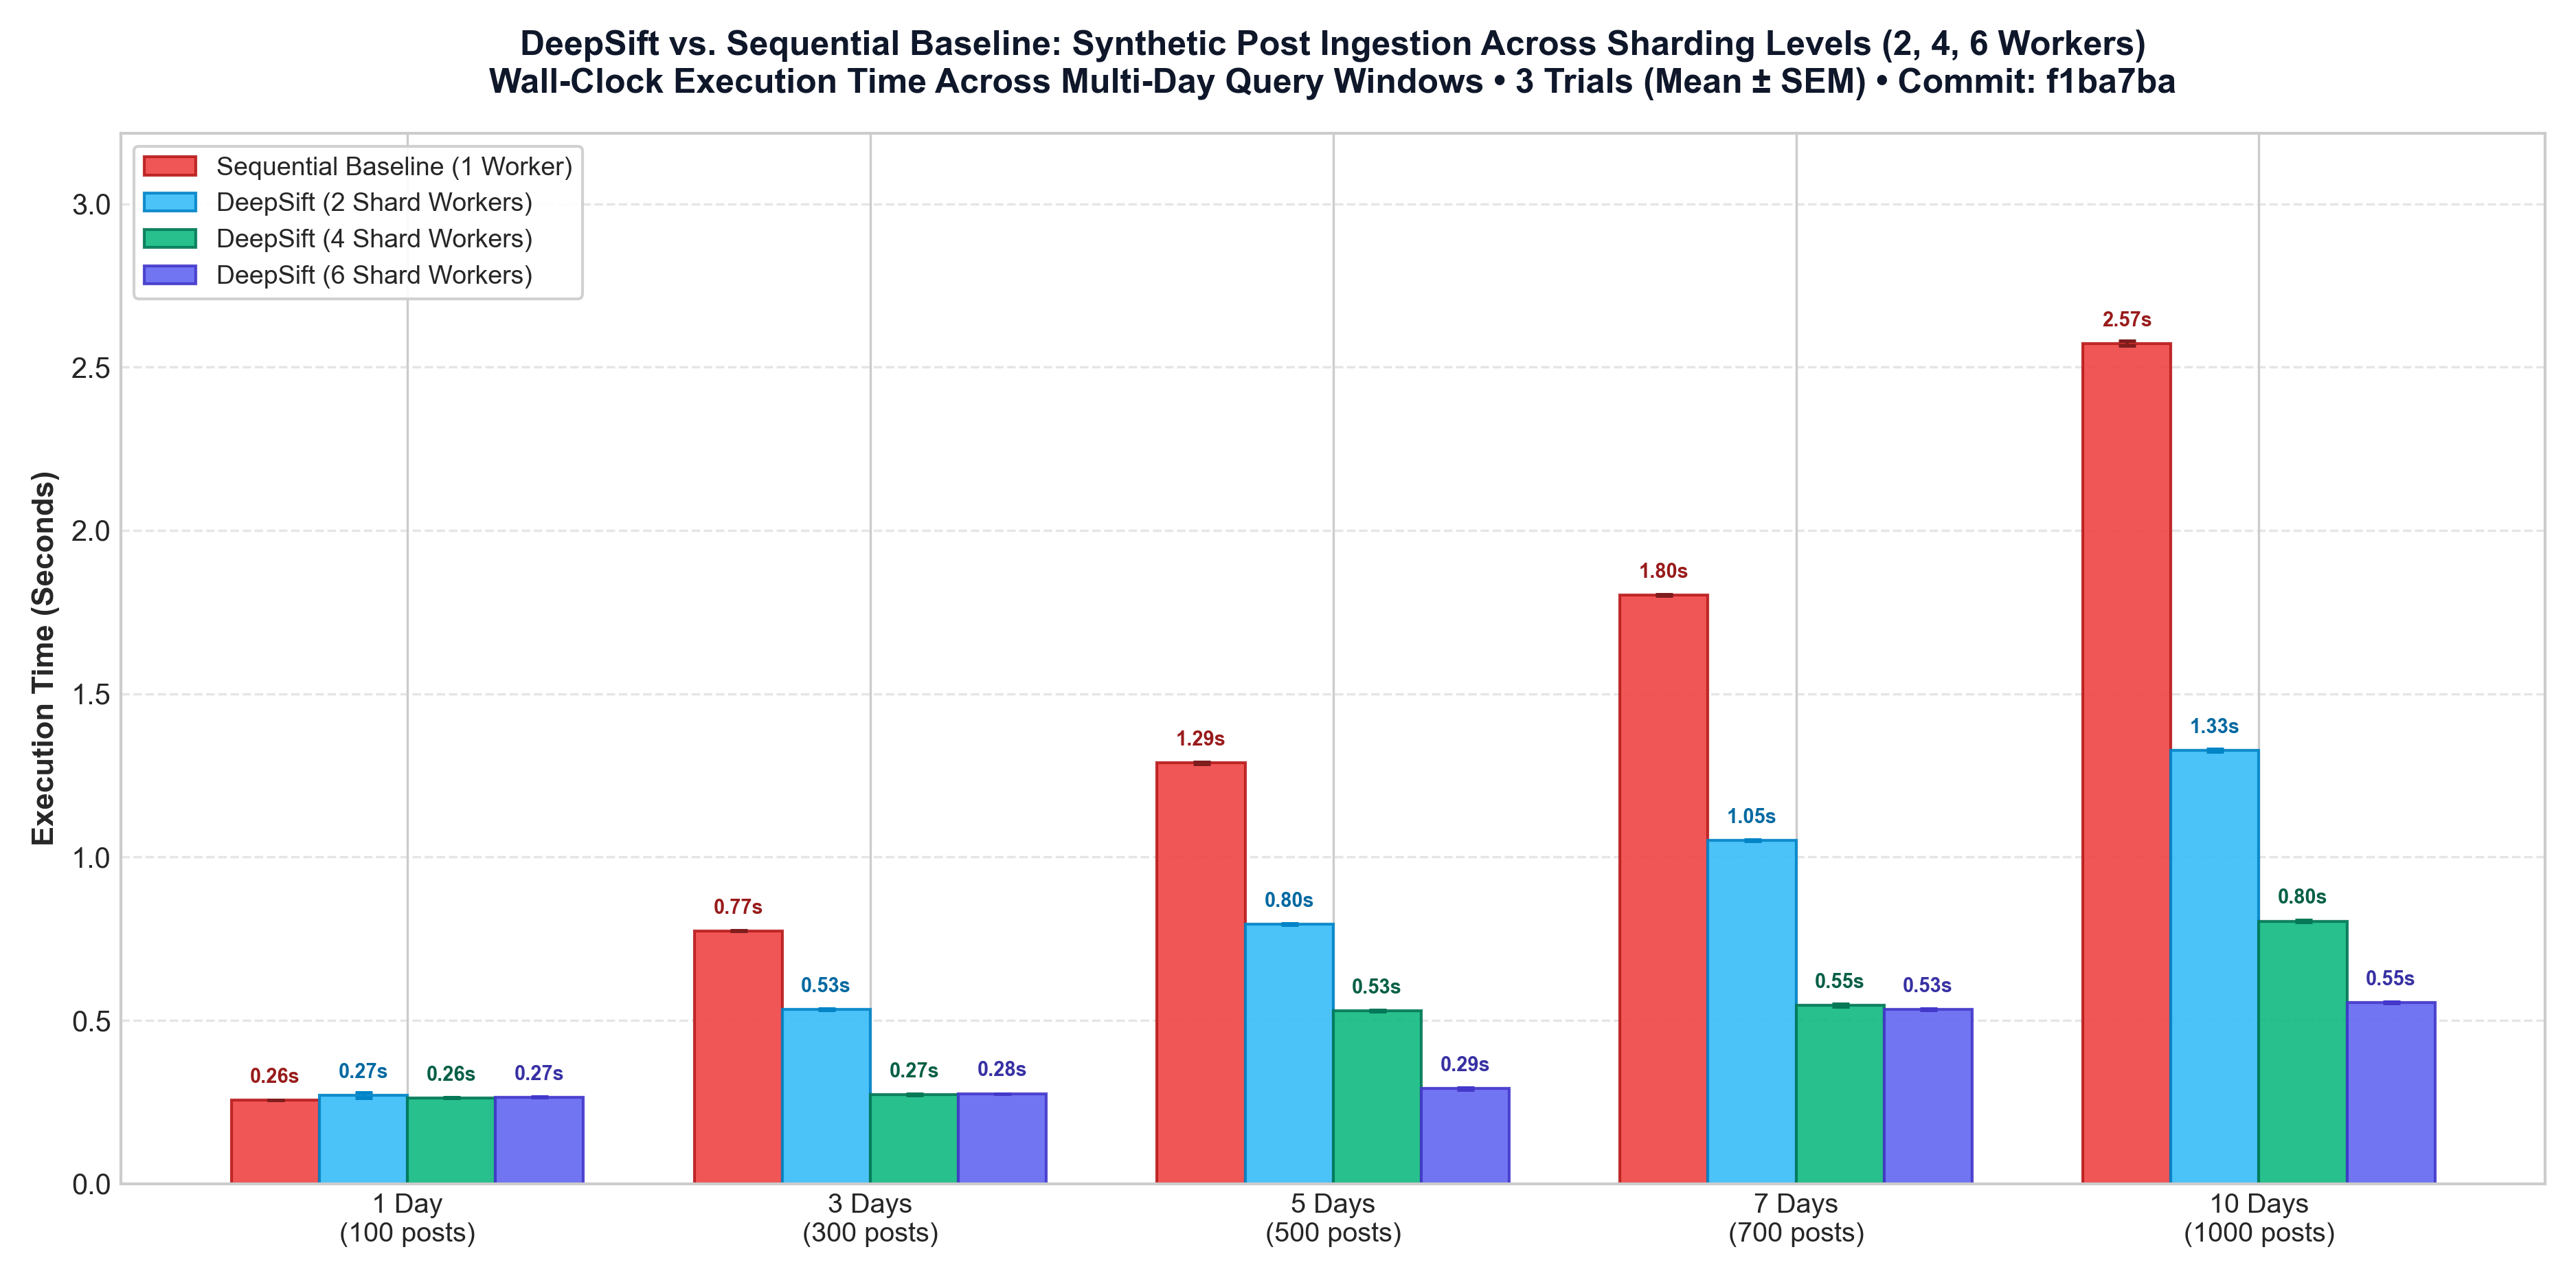 DeepSift vs. Sequential Baseline: Synthetic Post Ingestion Across Sharding Levels (2, 4, 6 Workers)
Wall-Clock Execution Time Across Multi-Day Query Windows • 3 Trials (Mean ± SEM) • Commit: f1ba7ba
Sequential Baseline (1 Worker)
DeepSift (2 Shard Workers)
DeepSift (4 Shard Workers)
DeepSift (6 Shard Workers)
Execution Time (Seconds)
3.0
2.5
2.0
1.5
1.0
0.5
0.0
0.26s
0.27s
0.26s
0.27s
0.77s
0.53s
0.27s
0.28s
1.29s
0.80s
0.53s
0.29s
1.80s
1.05s
0.55s
0.53s
2.57s
1.33s
0.80s
0.55s
1 Day
(100 posts)
3 Days
(300 posts)
5 Days
(500 posts)
7 Days
(700 posts)
10 Days
(1000 posts)